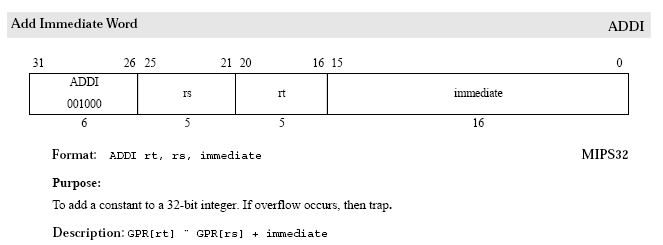 Add Immediate Word ADDI
31 26 25 21 20 16 15 0
ADDI
001000 rs rt immediate
6 5 5 16
Format: ADDI rt, rs, immediate MIPS32
Purpose:
To add a constant to a 32-bit integer. If overflow occurs, then trap.
Description: GPR[rt] ¨ GPR[rs] + immediate